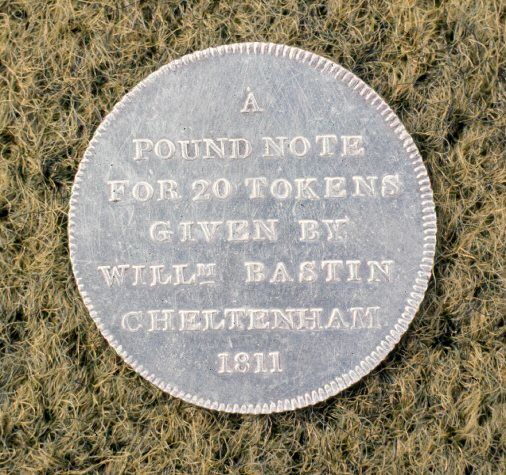 A
POUND NOTE
FOR 20 TOKENS
GIVEN BY
WILLM BASTIN
CHELTENHAM
1811